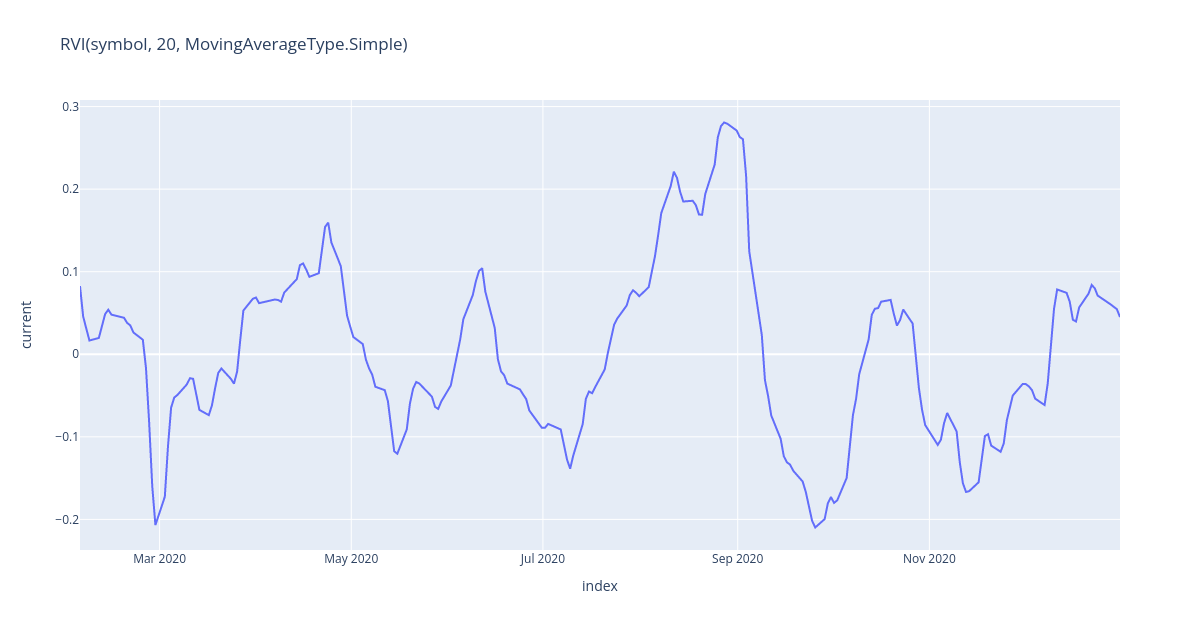 RVI(symbol, 20, MovingAverageType.Simple)
0.3
0.2
0.1
0
−0.1
−0.2
current
Mar 2020
May 2020
Jul 2020
Sep 2020
Nov 2020
index